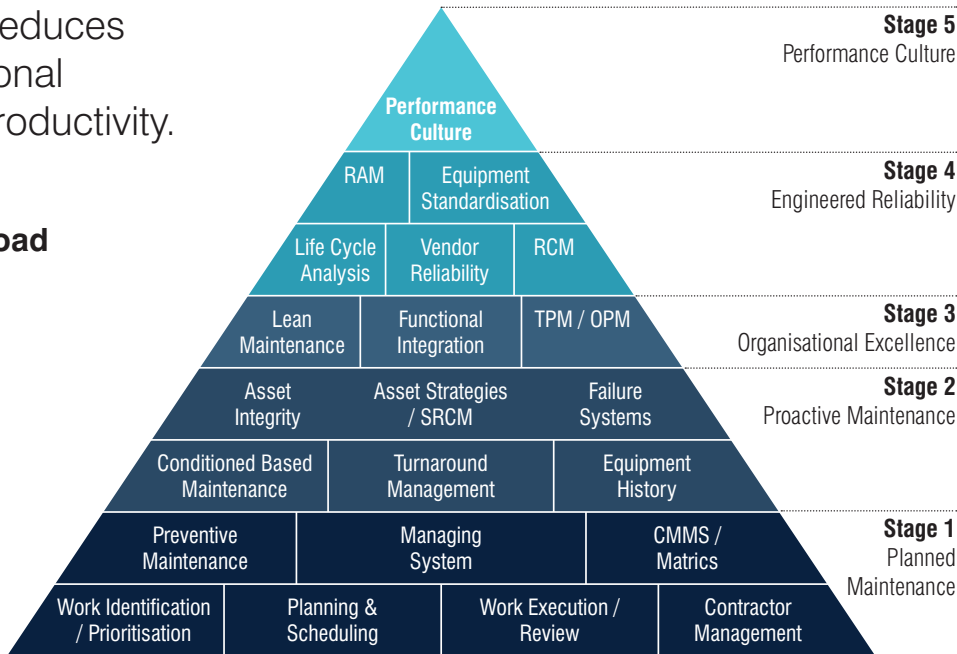 educes
onal
roductivity.
oad
Performance
Culture
RAM
Equipment
Standardisation
Life Cycle
Analysis
Vendor
Reliability
RCM
Lean
Maintenance
Functional
Integration
TPM / OPM
Asset
Integrity
Asset Strategies
/ SRCM
Failure
Systems
Conditioned Based
Maintenance
Turnaround
Management
Equipment
History
Preventive
Maintenance
Managing
System
CMMS /
Matrics
Work Identification
/ Prioritisation
Planning &
Scheduling
Work Execution /
Review
Contractor
Management
Stage 5
Performance Culture
Stage 4
Engineered Reliability
Stage 3
Organisational Excellence
Stage 2
Proactive Maintenance
Stage 1
Planned
Maintenance